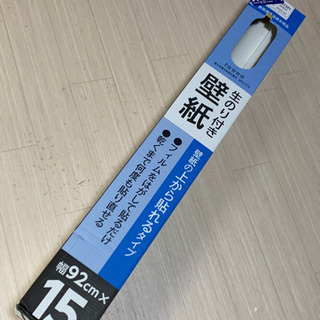 生のり付き
壁紙
壁紙の上から貼れるタイプ
●フィルムをはがして貼るだけ
●乾くまで何度も貼り直せる
幅92cm×
15